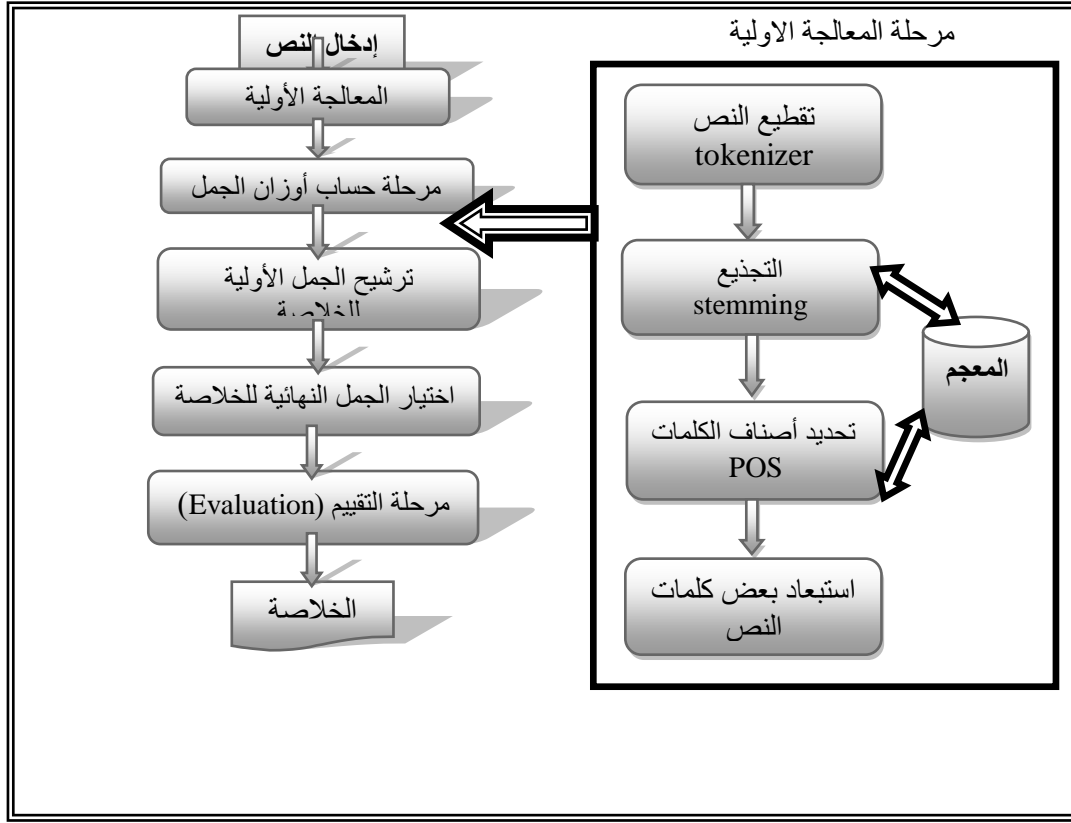 مرحلة المعالجة الاولية
تقطيع النص
tokenizer
التجذيع
stemming
المعجم
تحديد أصناف الكلمات
POS
استبعاد بعض كلمات
النص
إدخال النص
المعالجة الأولية
مرحلة حساب أوزان الجمل
ترشيح الجمل الأولية
للخلاصة
اختيار الجمل النهائية للخلاصة
مرحلة التقييم (Evaluation)
الخلاصة